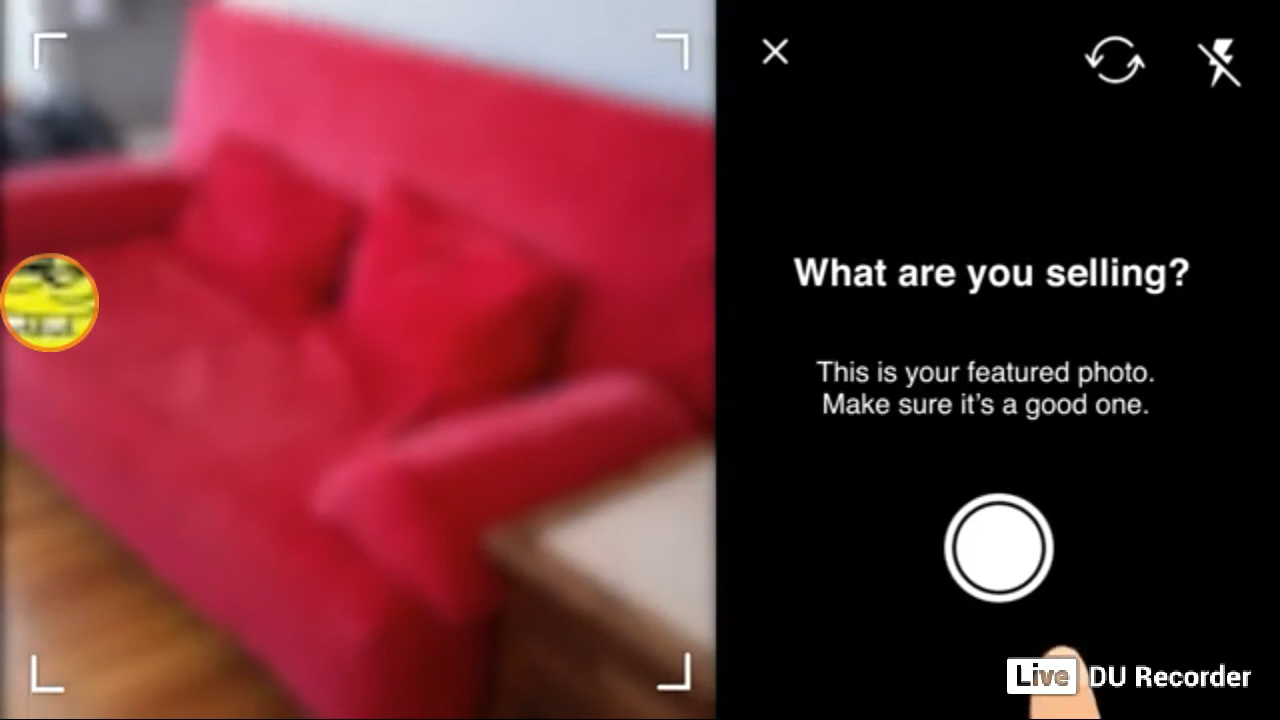 What are you selling?
This is your featured photo.
Make sure it's a good one.
Live DU Recorder